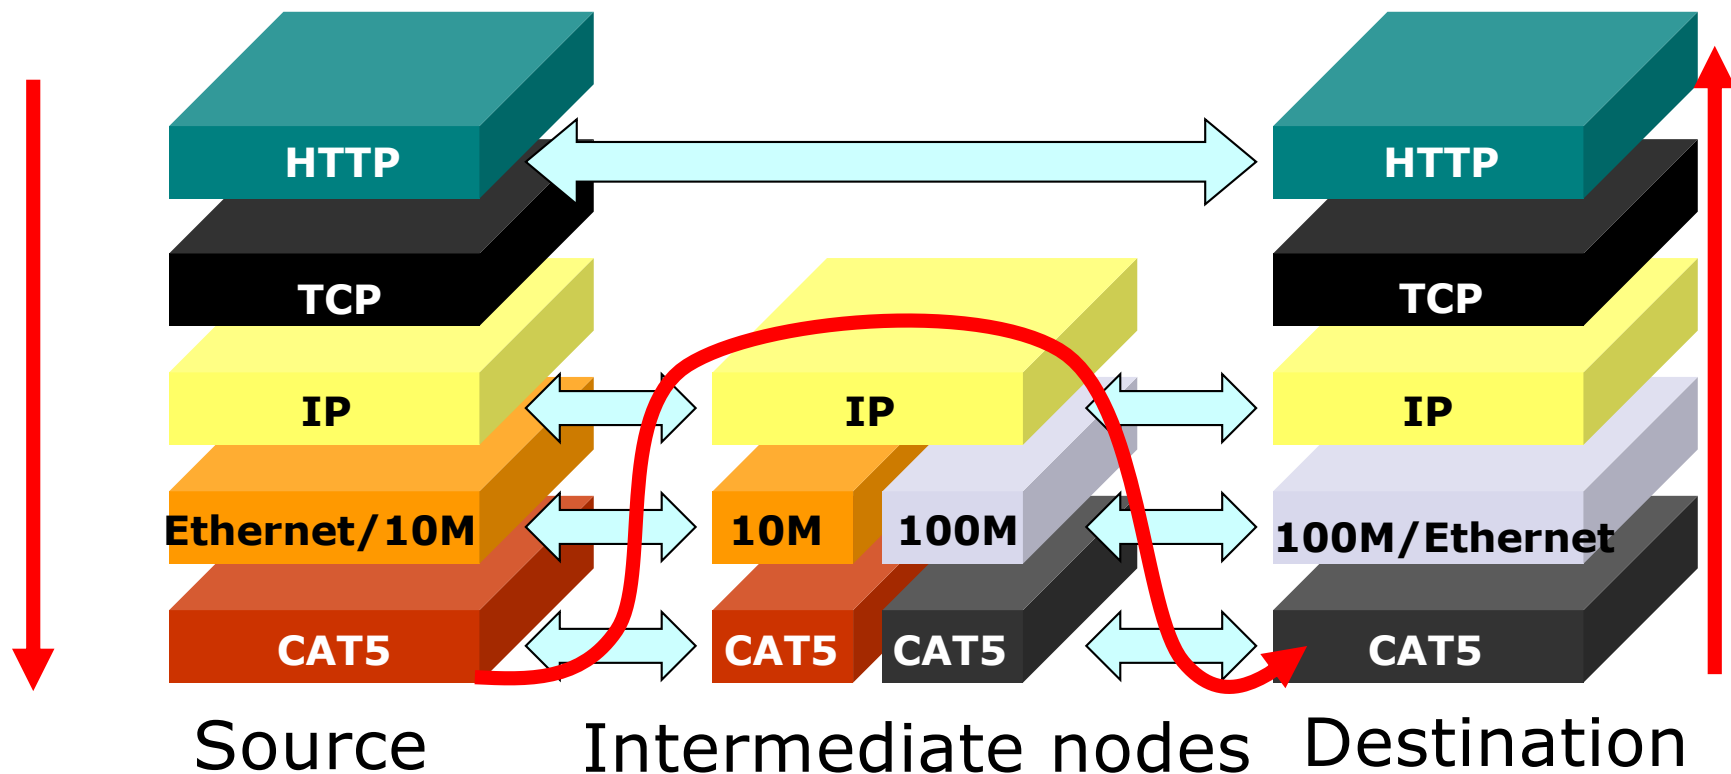 HTTP
HTTP
TCP
TCP
IP
IP
IP
Ethernet/10M
10M
100M
100M/Ethernet
CAT5
CAT5
CAT5
CAT5
Source
Intermediate nodes
Destination